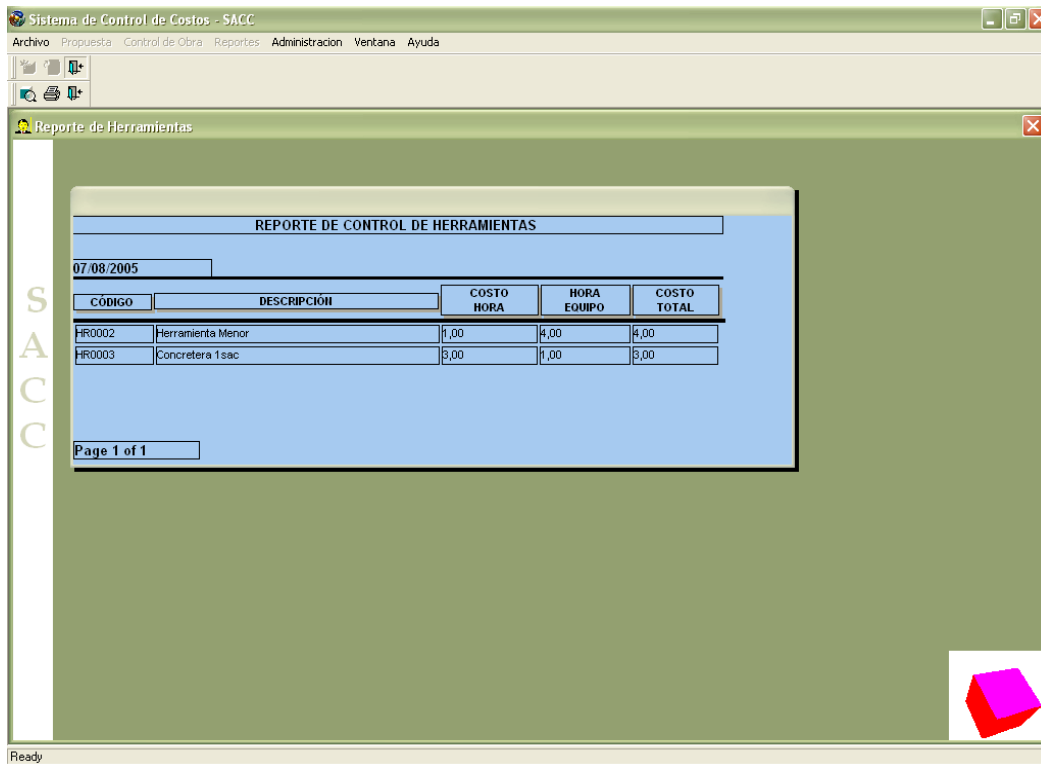 Sistema de Control de Costos - SACC
Archivo Propuesta Control de Obra Reportes Administracion Ventana Ayuda
Reporte de Herramientas
SACC
REPORTE DE CONTROL DE HERRAMIENTAS
07/08/2005
CÓDIGO DESCRIPCIÓN COSTO HORA HORA EQUIPO COSTO TOTAL
HR0002 Herramienta Menor 1,00 4,00 4,00
HR0003 Concretera 1sac 3,00 1,00 3,00
Page 1 of 1
Ready